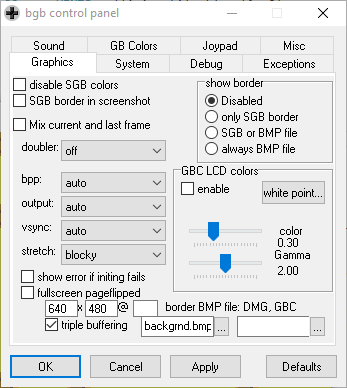 bgb control panel
Sound GB Colors Joypad Misc
Graphics System Debug Exceptions
disable SGB colors
SGB border in screenshot
Mix current and last frame
doubler: off
bpp: auto
output: auto
vsync: auto
stretch: blocky
show border
Disabled
only SGB border
SGB or BMP file
always BMP file
GBC LCD colors
enable white point...
color
0.30
Gamma
2.00
show error if initing fails
fullscreen pageflipped
640 x 480 @ border BMP file: DMG, GBC
triple buffering backgrnd.bmp ... ...
OK Cancel Apply Defaults